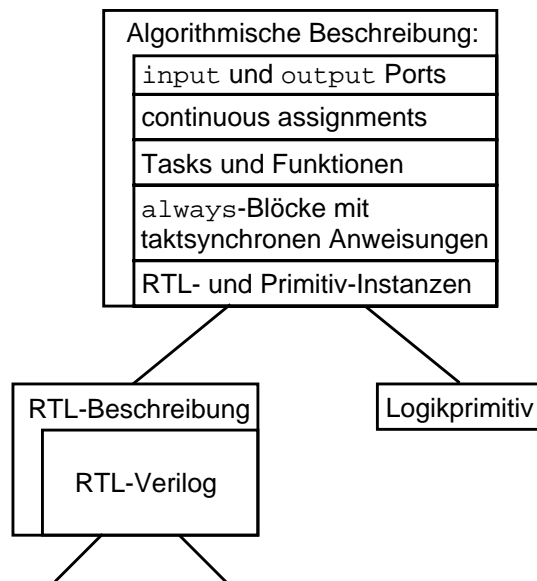 Algorithmische Beschreibung:
input und output Ports
continuous assignments
Tasks und Funktionen
always-Blöcke mit
taktsynchronen Anweisungen
RTL- und Primitiv-Instanzen
RTL-Beschreibung
Logikprimitiv
RTL-Verilog